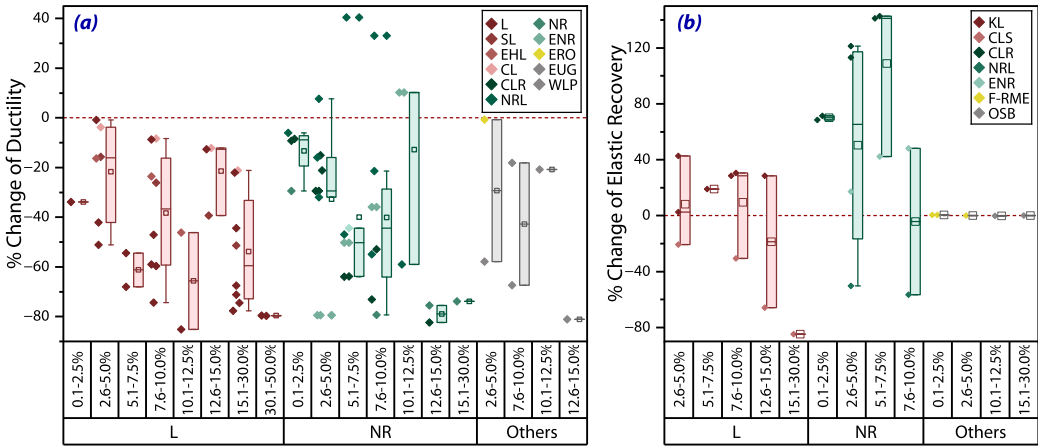 (a)
% Change of Ductility
40
20
0
−20
−40
−60
−80
L
SL
EHL
CL
CLR
NRL
NR
ENR
ERO
EUG
WLP
0.1–2.5%
2.6–5.0%
5.1–7.5%
7.6–10.0%
10.1–12.5%
12.6–15.0%
15.1–30.0%
30.1–50.0%
0.1–2.5%
2.6–5.0%
5.1–7.5%
7.6–10.0%
10.1–12.5%
12.6–15.0%
15.1–30.0%
2.6–5.0%
7.6–10.0%
10.1–12.5%
12.6–15.0%
L NR Others
(b)
% Change of Elastic Recovery
120
80
40
0
−40
−80
KL
CLS
CLR
NRL
ENR
F-RME
OSB
2.6–5.0%
5.1–7.5%
7.6–10.0%
12.6–15.0%
15.1–30.0%
0.1–2.5%
2.6–5.0%
5.1–7.5%
7.6–10.0%
0.1–2.5%
2.6–5.0%
10.1–12.5%
15.1–30.0%
L NR Others